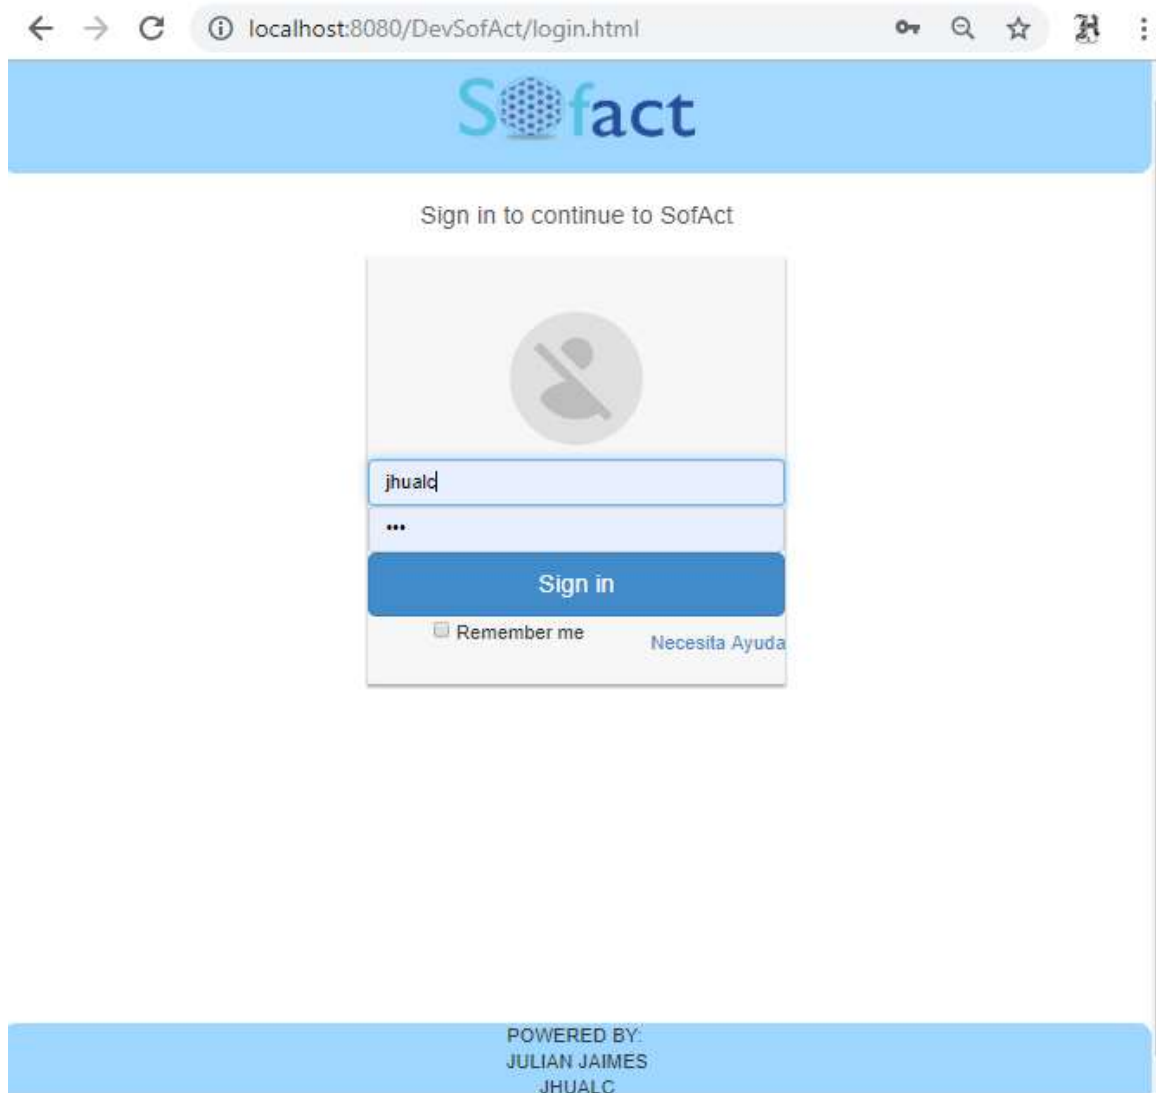 localhost:8080/DevSofAct/login.html
Sofact
Sign in to continue to SofAct
jhualc
•••
Sign in
Remember me
Necesita Ayuda
POWERED BY:
JULIAN JAIMES
JHUALC